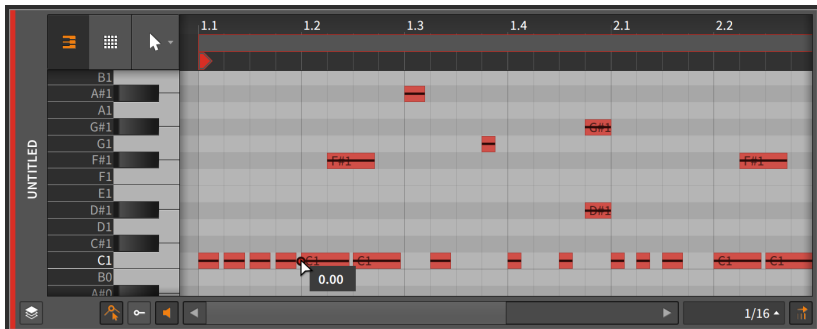 1.1 1.2 1.3 1.4 2.1 2.2
UNTITLED
B1
A#1
A1
G#1 G#1
G1
F#1 F#1 F#1
F1
E1
D#1 D#1
D1
C#1
C1 C1 C1 C1 C1
B0 0.00
A#0
1/16